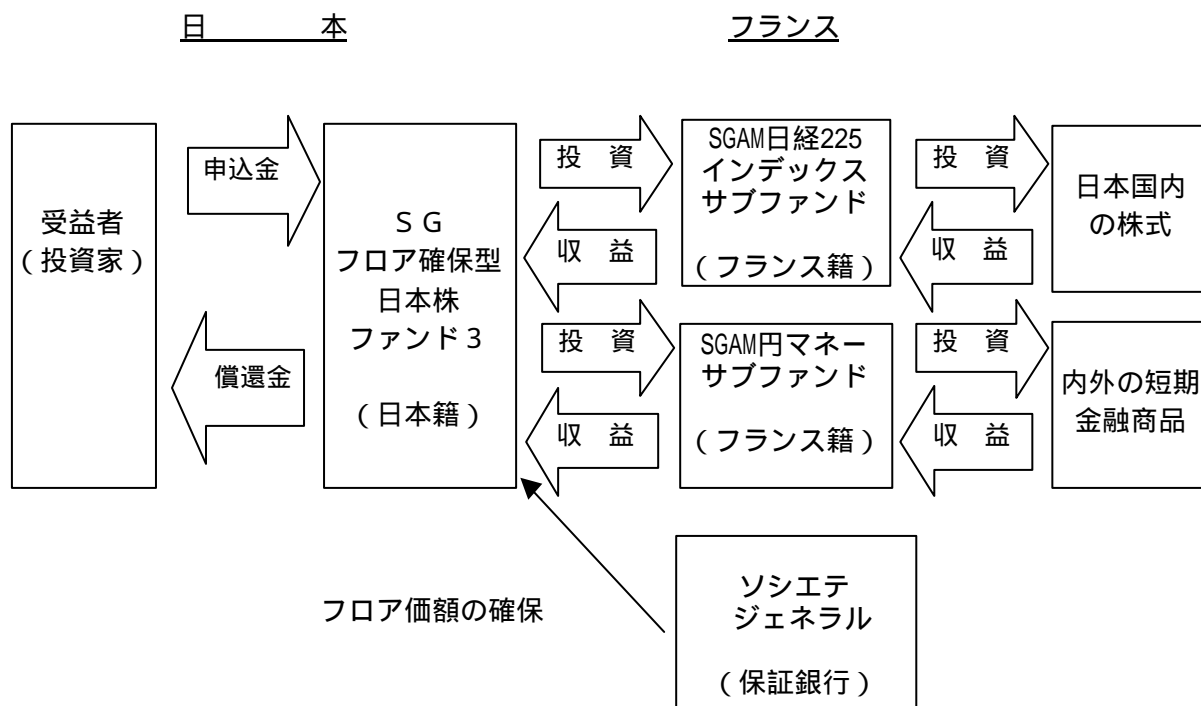 日　　　　本
フランス
受益者
（投資家）
申込金
償還金
ＳＧ
フロア確保型
日本株
ファンド３
（日本籍）
投　資
収　益
投　資
収　益
SGAM日経225
インデックス
サブファンド
（フランス籍）
SGAM円マネー
サブファンド
（フランス籍）
投　資
収　益
投　資
収　益
日本国内
の株式
内外の短期
金融商品
フロア価額の確保
ソシエテ
ジェネラル
（保証銀行）